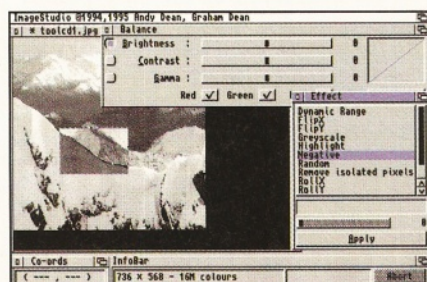 ImageStudio ©1994,1995 Andy Dean, Graham Dean
* toolcd1.jpg
Balance
Brightness : 0
Contrast : 0
Gamma : 0
Red Green
Effect
Dynamic Range
FlipX
FlipY
Greyscale
Highlight
Negative
Random
Remove isolated pixels
RollX
RollY
0
Apply
Co-ords
InfoBar
( --- , --- )
736 x 568 - 16M colours
Abort